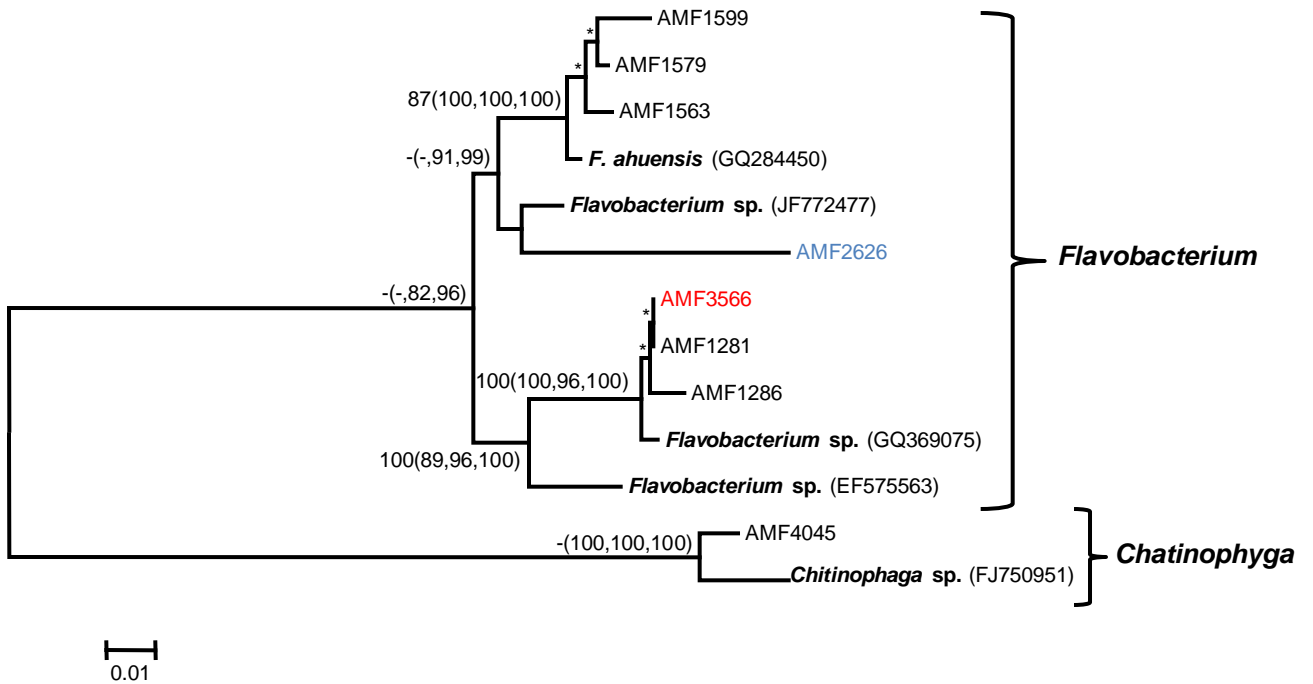 AMF1599
*
AMF1579
*
87(100,100,100)
AMF1563
-(-,91,99)
F. ahuensis (GQ284450)
Flavobacterium sp. (JF772477)
AMF2626
Flavobacterium
-(-,82,96)
AMF3566
*
AMF1281
*
100(100,96,100)
AMF1286
Flavobacterium sp. (GQ369075)
100(89,96,100)
Flavobacterium sp. (EF575563)
AMF4045
-(100,100,100)
Chatinophyga
Chitinophaga sp. (FJ750951)
0.01